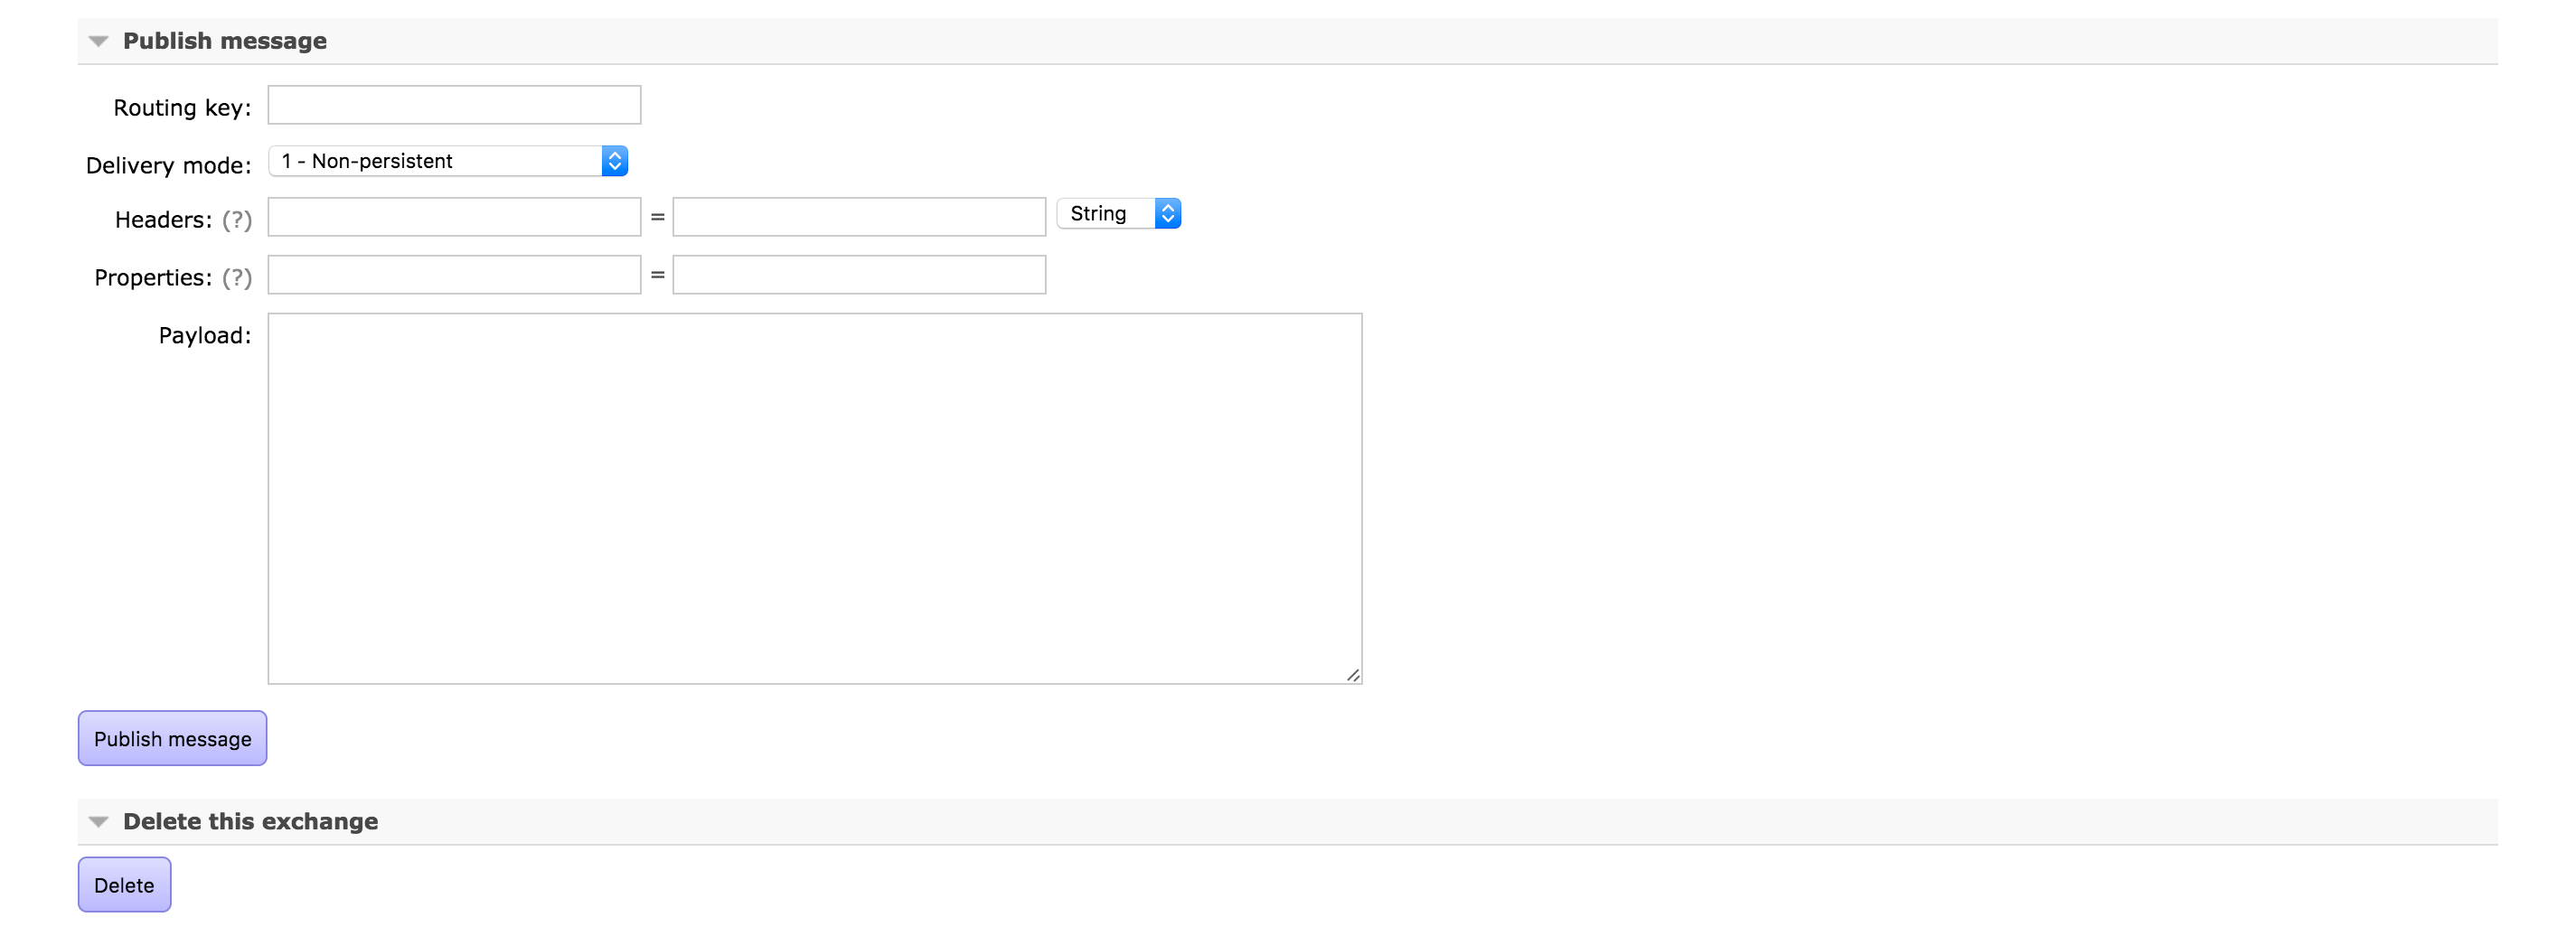 Publish message
Routing key:
Delivery mode: 1 - Non-persistent
Headers: (?) = String
Properties: (?) =
Payload:
Publish message
Delete this exchange
Delete